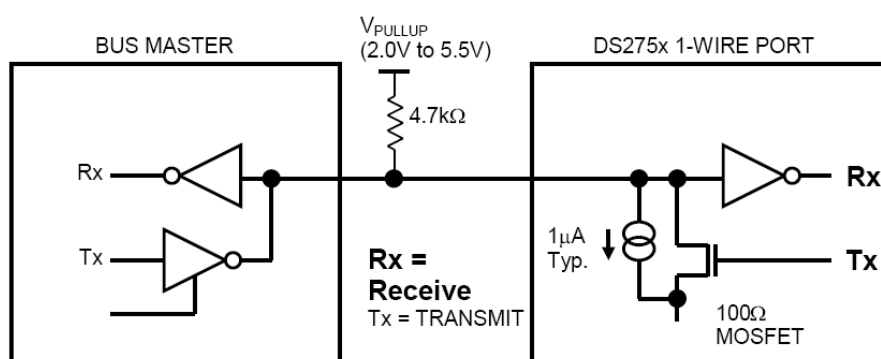 V_PULLUP
(2.0V to 5.5V)
BUS MASTER
DS275x 1-WIRE PORT
4.7kΩ
Rx
Rx
Tx
1μA
Typ.
Tx
Rx =
Receive
Tx = TRANSMIT
100Ω
MOSFET